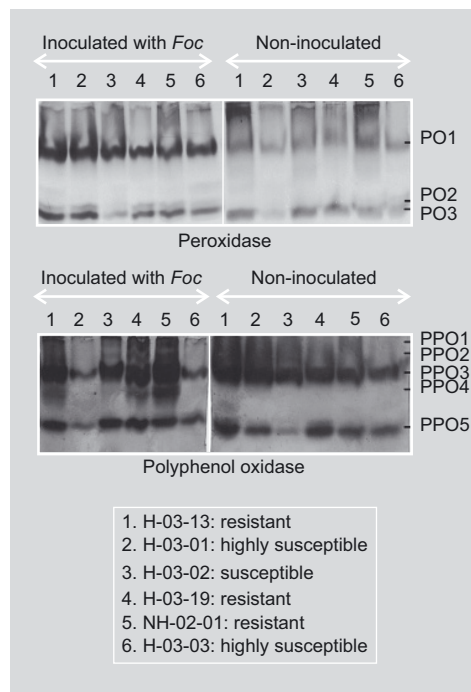 Inoculated with Foc Non-inoculated
1 2 3 4 5 6 1 2 3 4 5 6
PO1
PO2
PO3
Peroxidase
Inoculated with Foc Non-inoculated
1 2 3 4 5 6 1 2 3 4 5 6
PPO1
PPO2
PPO3
PPO4
PPO5
Polyphenol oxidase
1. H-03-13: resistant
2. H-03-01: highly susceptible
3. H-03-02: susceptible
4. H-03-19: resistant
5. NH-02-01: resistant
6. H-03-03: highly susceptible